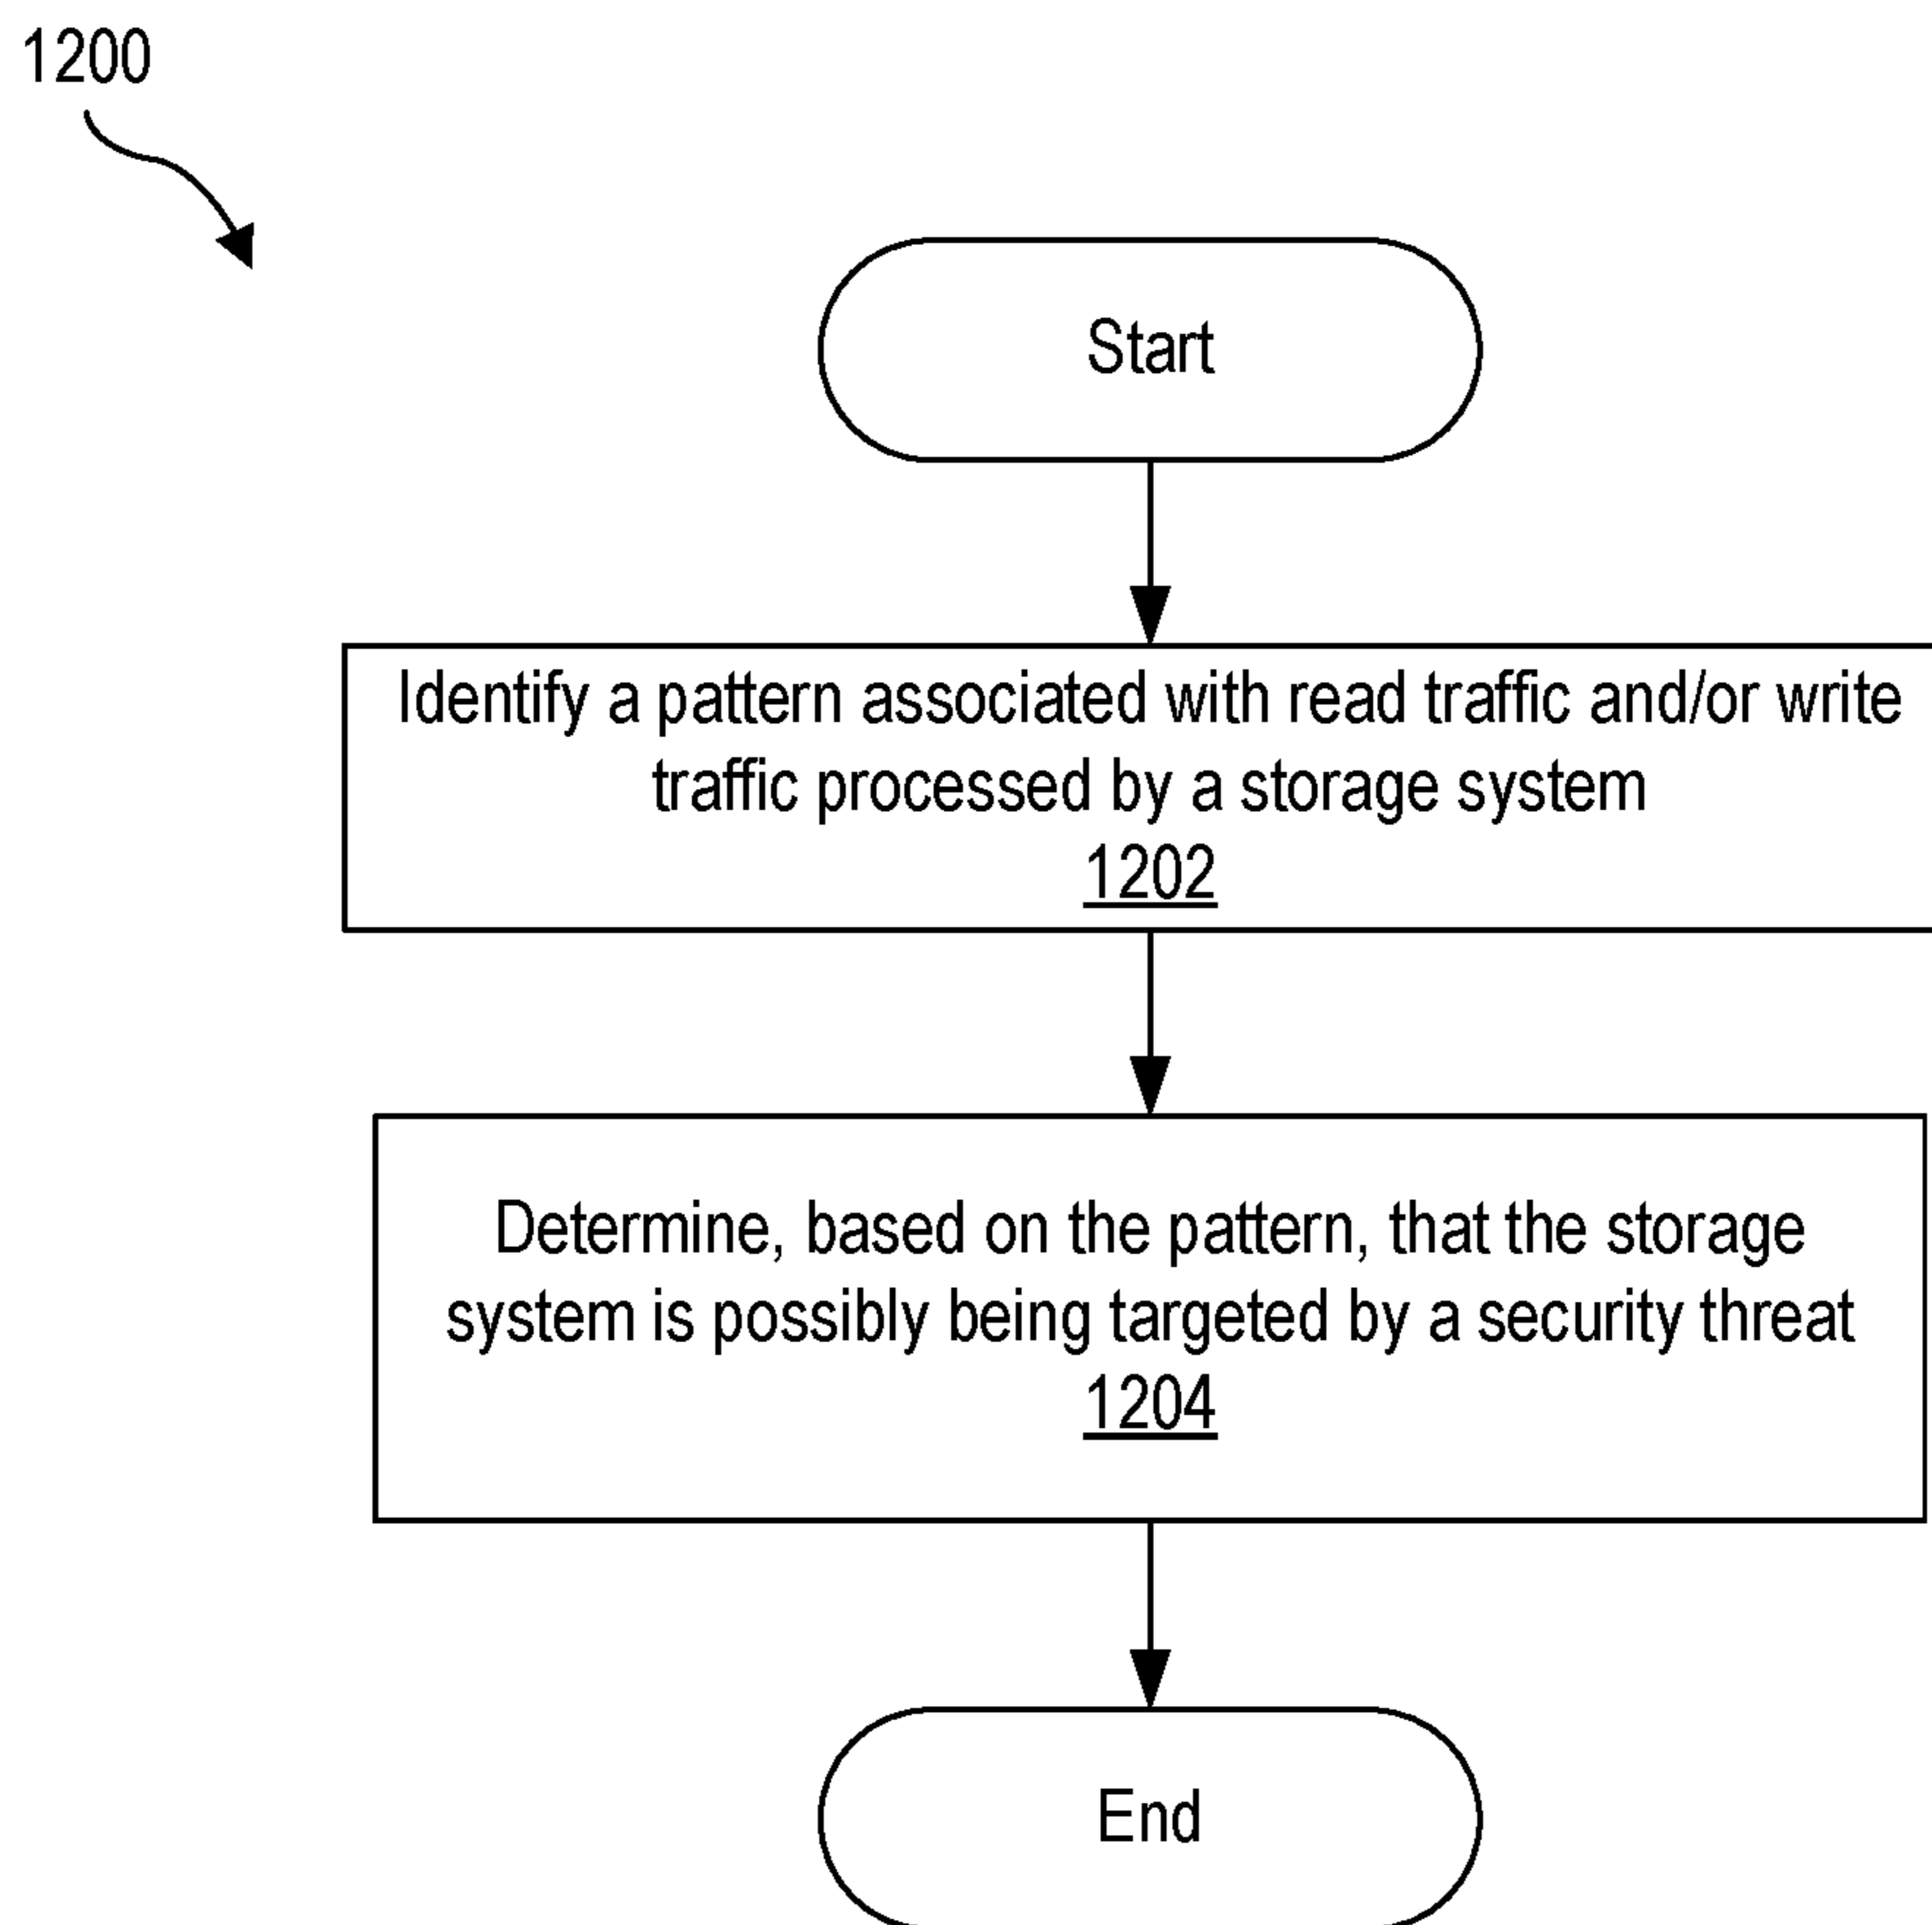 1200
Start
Identify a pattern associated with read traffic and/or write
traffic processed by a storage system
1202
Determine, based on the pattern, that the storage
system is possibly being targeted by a security threat
1204
End